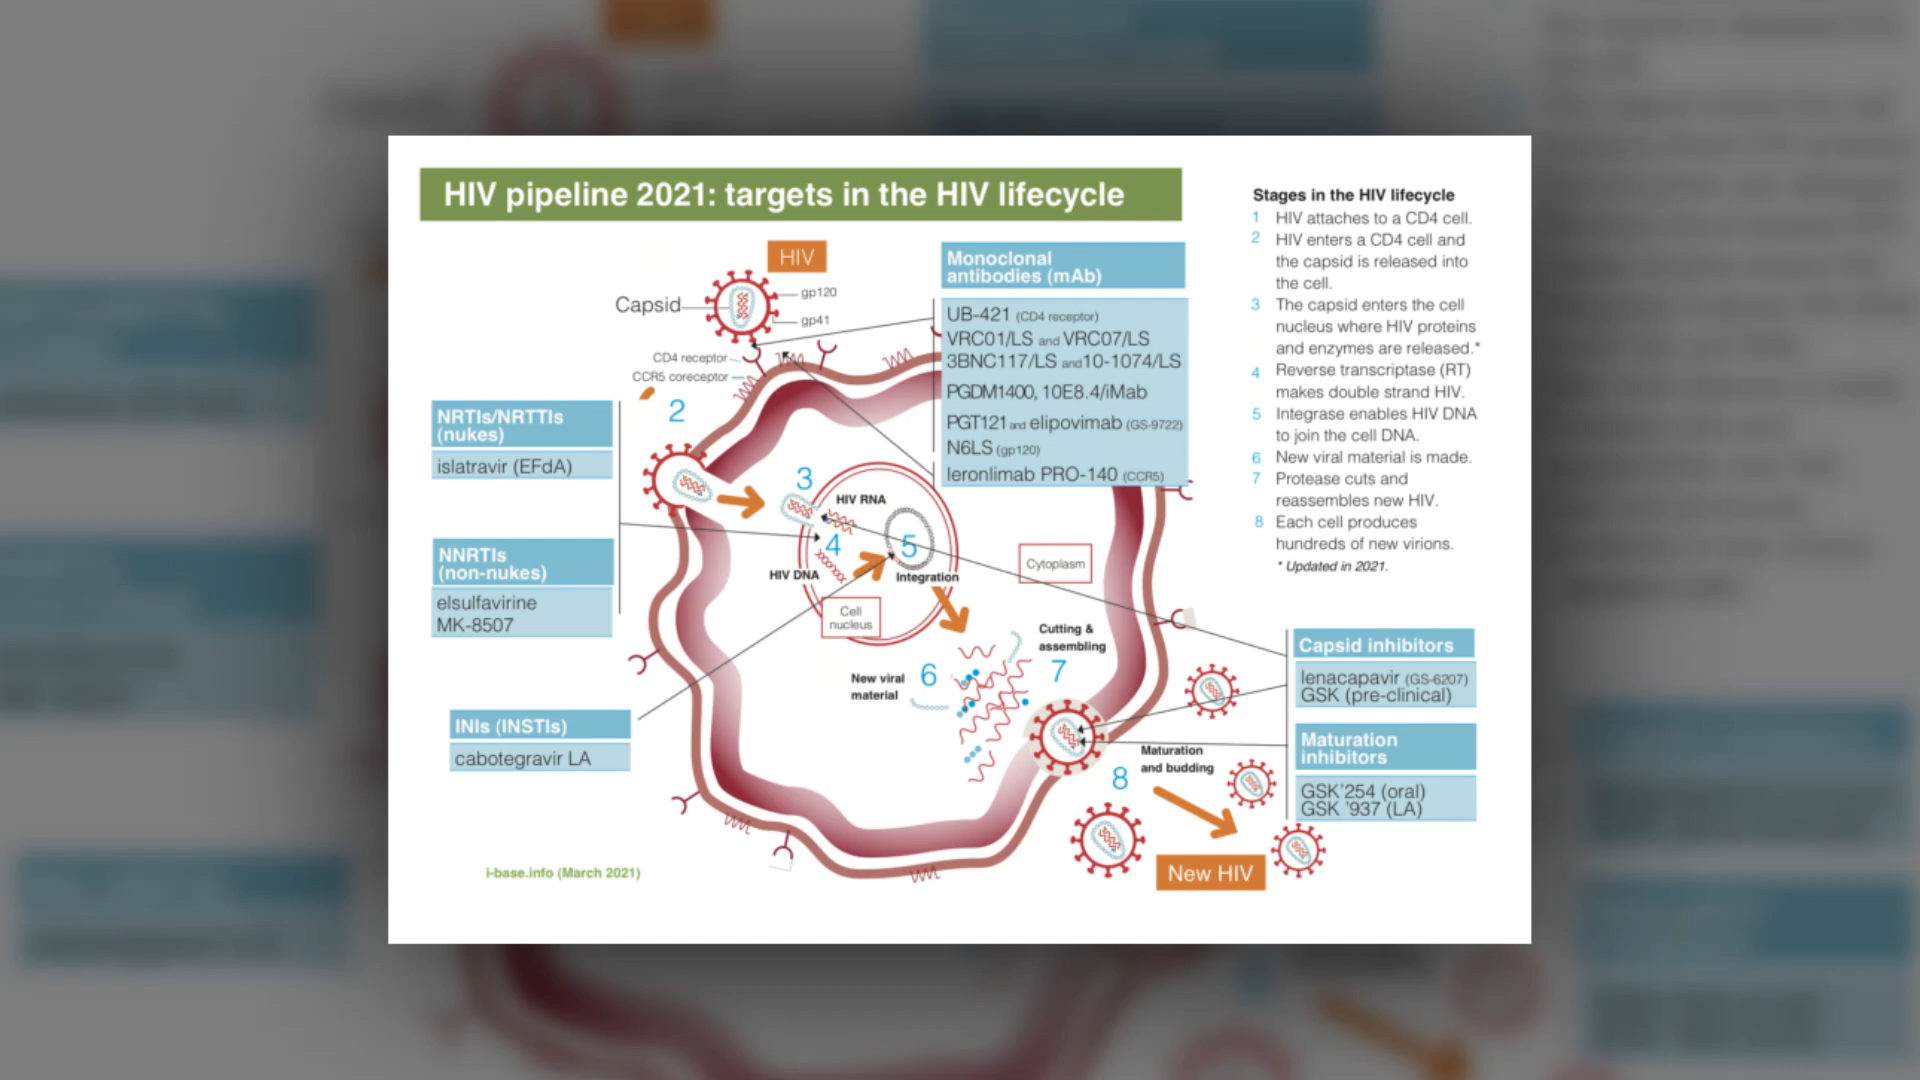 HIV pipeline 2021: targets in the HIV lifecycle
HIV
Capsid
gp120
gp41
CD4 receptor
CCR5 coreceptor
Monoclonal
antibodies (mAb)
UB-421 (CD4 receptor)
VRC01/LS and VRC07/LS
3BNC117/LS and10-1074/LS
PGDM1400, 10E8.4/iMab
PGT121 and elipovimab (GS-9722)
N6LS (gp120)
leronlimab PRO-140 (CCR5)
NRTIs/NRTTIs
(nukes)
islatravir (EFdA)
NNRTIs
(non-nukes)
elsulfavirine
MK-8507
INIs (INSTIs)
cabotegravir LA
2
3
HIV RNA
4
5
HIV DNA
Integration
Cell
nucleus
Cytoplasm
6
New viral
material
Cutting &
assembling
7
8
Maturation
and budding
New HIV
Capsid inhibitors
lenacapavir (GS-6207)
GSK (pre-clinical)
Maturation
inhibitors
GSK'254 (oral)
GSK '937 (LA)
Stages in the HIV lifecycle
1 HIV attaches to a CD4 cell.
2 HIV enters a CD4 cell and
the capsid is released into
the cell.
3 The capsid enters the cell
nucleus where HIV proteins
and enzymes are released.*
4 Reverse transcriptase (RT)
makes double strand HIV.
5 Integrase enables HIV DNA
to join the cell DNA.
6 New viral material is made.
7 Protease cuts and
reassembles new HIV.
8 Each cell produces
hundreds of new virions.
* Updated in 2021.
i-base.info (March 2021)